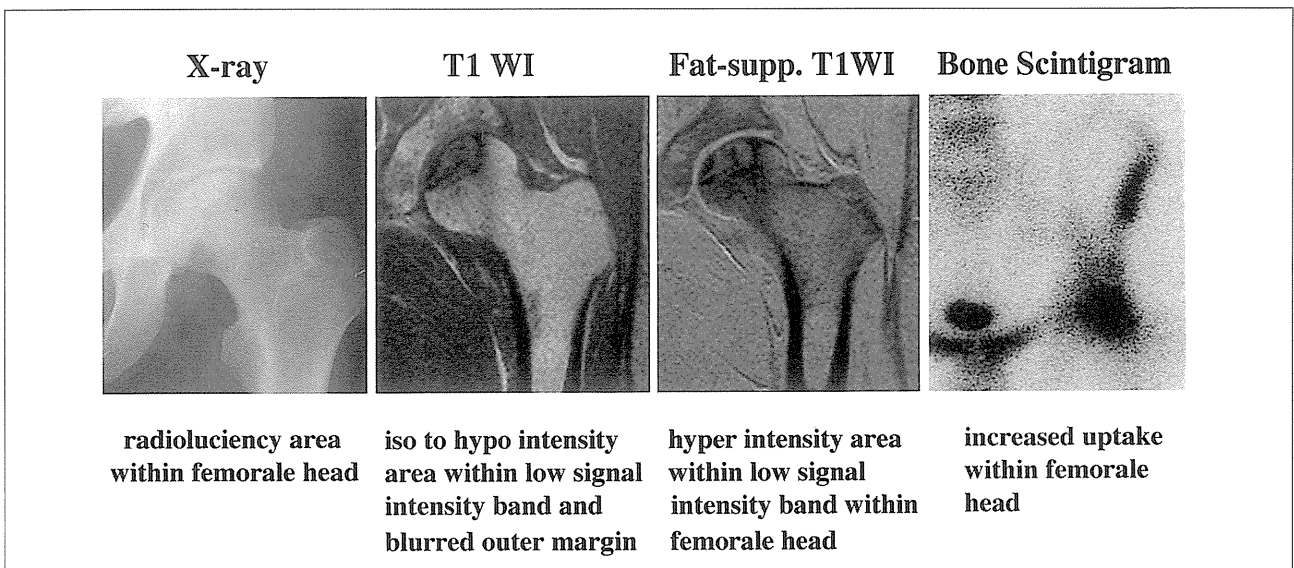 X-ray T1 WI Fat-supp. T1WI Bone Scintigram
radioluciency area
within femorale head
iso to hypo intensity
area within low signal
intensity band and
blurred outer margin
hyper intensity area
within low signal
intensity band within
femorale head
increased uptake
within femorale
head